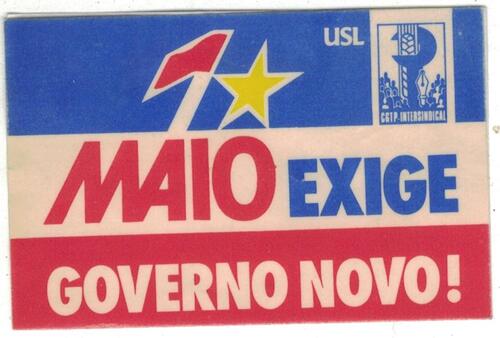 USL
CGTP-INTERSINDICAL
1
MAIO EXIGE
GOVERNO NOVO!